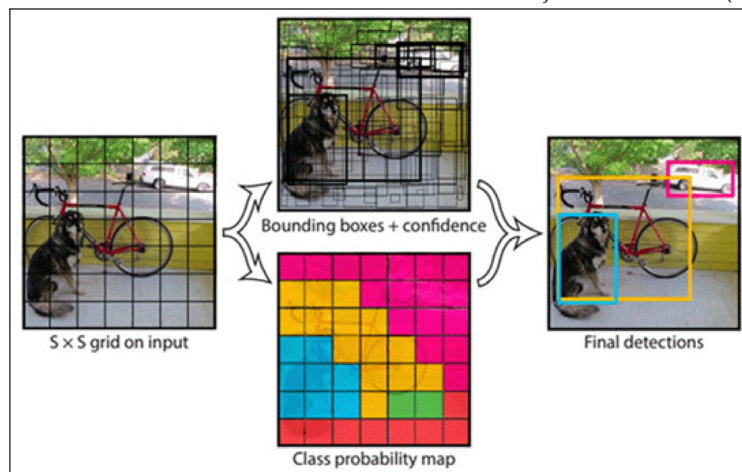 Bounding boxes + confidence
S × S grid on input
Final detections
Class probability map